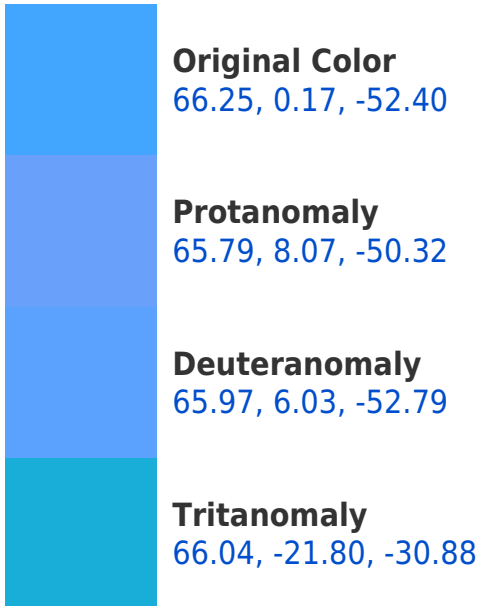 Original Color
66.25, 0.17, -52.40
Protanomaly
65.79, 8.07, -50.32
Deuteranomaly
65.97, 6.03, -52.79
Tritanomaly
66.04, -21.80, -30.88